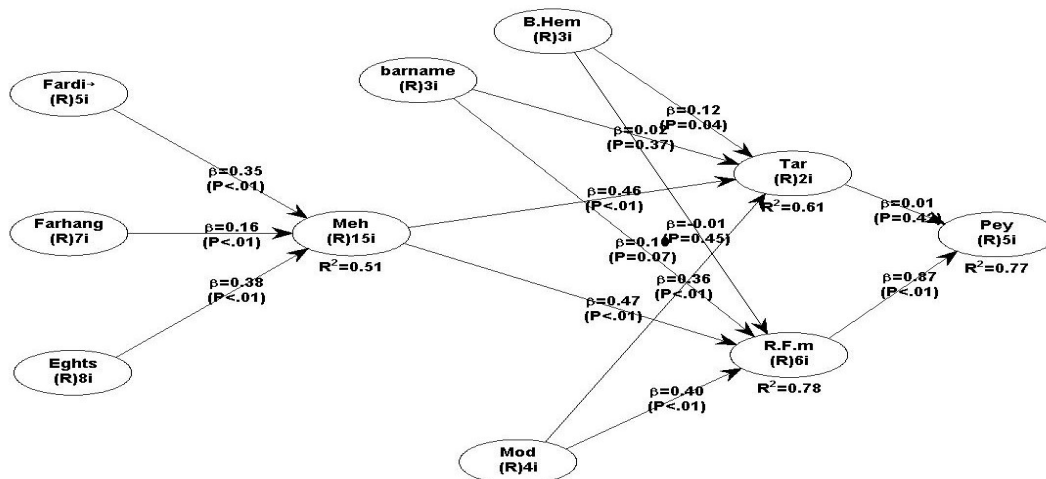 B.Hem
(R)3i
barname
(R)3i
Fardi→
(R)5i
β=0.12
(P=0.04)
β=0.02
(P=0.37)
Tar
(R)2i
R²=0.61
β=0.35
(P<.01)
β=0.46
(P<.01)
β=0.01
(P=0.42)
Farhang
(R)7i
β=0.16
(P<.01)
Meh
(R)15i
R²=0.51
β=-0.01
(P=0.45)
(P=0.07)
Pey
(R)5i
R²=0.77
β=0.38
(P<.01)
β=0.36
(P<.01)
β=0.87
(P<.01)
β=0.47
(P<.01)
Eghts
(R)8i
R.F.m
(R)6i
R²=0.78
β=0.40
(P<.01)
Mod
(R)4i